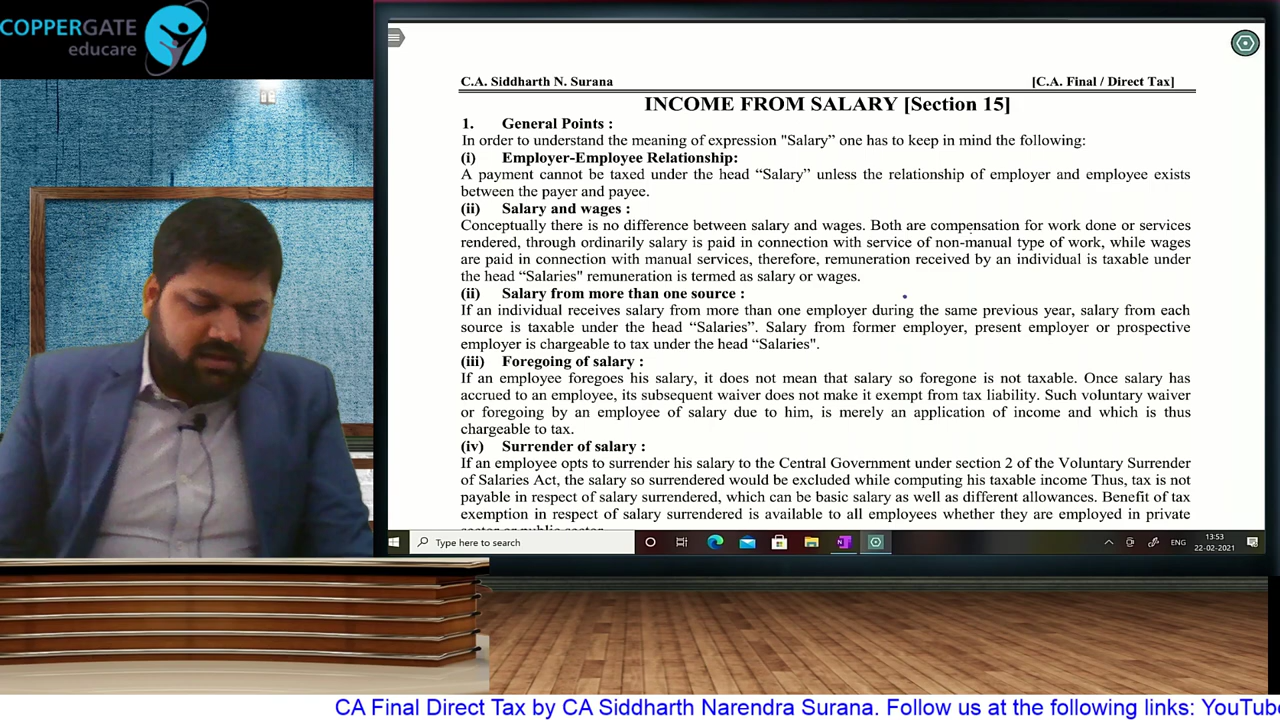 COPPERGATE
educare
C.A. Siddharth N. Surana [C.A. Final / Direct Tax]
INCOME FROM SALARY [Section 15]
1. General Points :
In order to understand the meaning of expression "Salary” one has to keep in mind the following:
(i) Employer-Employee Relationship:
A payment cannot be taxed under the head “Salary” unless the relationship of employer and employee exists
between the payer and payee.
(ii) Salary and wages :
Conceptually there is no difference between salary and wages. Both are compensation for work done or services
rendered, through ordinarily salary is paid in connection with service of non-manual type of work, while wages
are paid in connection with manual services, therefore, remuneration received by an individual is taxable under
the head “Salaries" remuneration is termed as salary or wages.
(ii) Salary from more than one source :
If an individual receives salary from more than one employer during the same previous year, salary from each
source is taxable under the head “Salaries”. Salary from former employer, present employer or prospective
employer is chargeable to tax under the head “Salaries".
(iii) Foregoing of salary :
If an employee foregoes his salary, it does not mean that salary so foregone is not taxable. Once salary has
accrued to an employee, its subsequent waiver does not make it exempt from tax liability. Such voluntary waiver
or foregoing by an employee of salary due to him, is merely an application of income and which is thus
chargeable to tax.
(iv) Surrender of salary :
If an employee opts to surrender his salary to the Central Government under section 2 of the Voluntary Surrender
of Salaries Act, the salary so surrendered would be excluded while computing his taxable income Thus, tax is not
payable in respect of salary surrendered, which can be basic salary as well as different allowances. Benefit of tax
exemption in respect of salary surrendered is available to all employees whether they are employed in private
sector or public sector.
Type here to search
ENG
13:53
22-02-2021
CA Final Direct Tax by CA Siddharth Narendra Surana. Follow us at the following links: YouTub